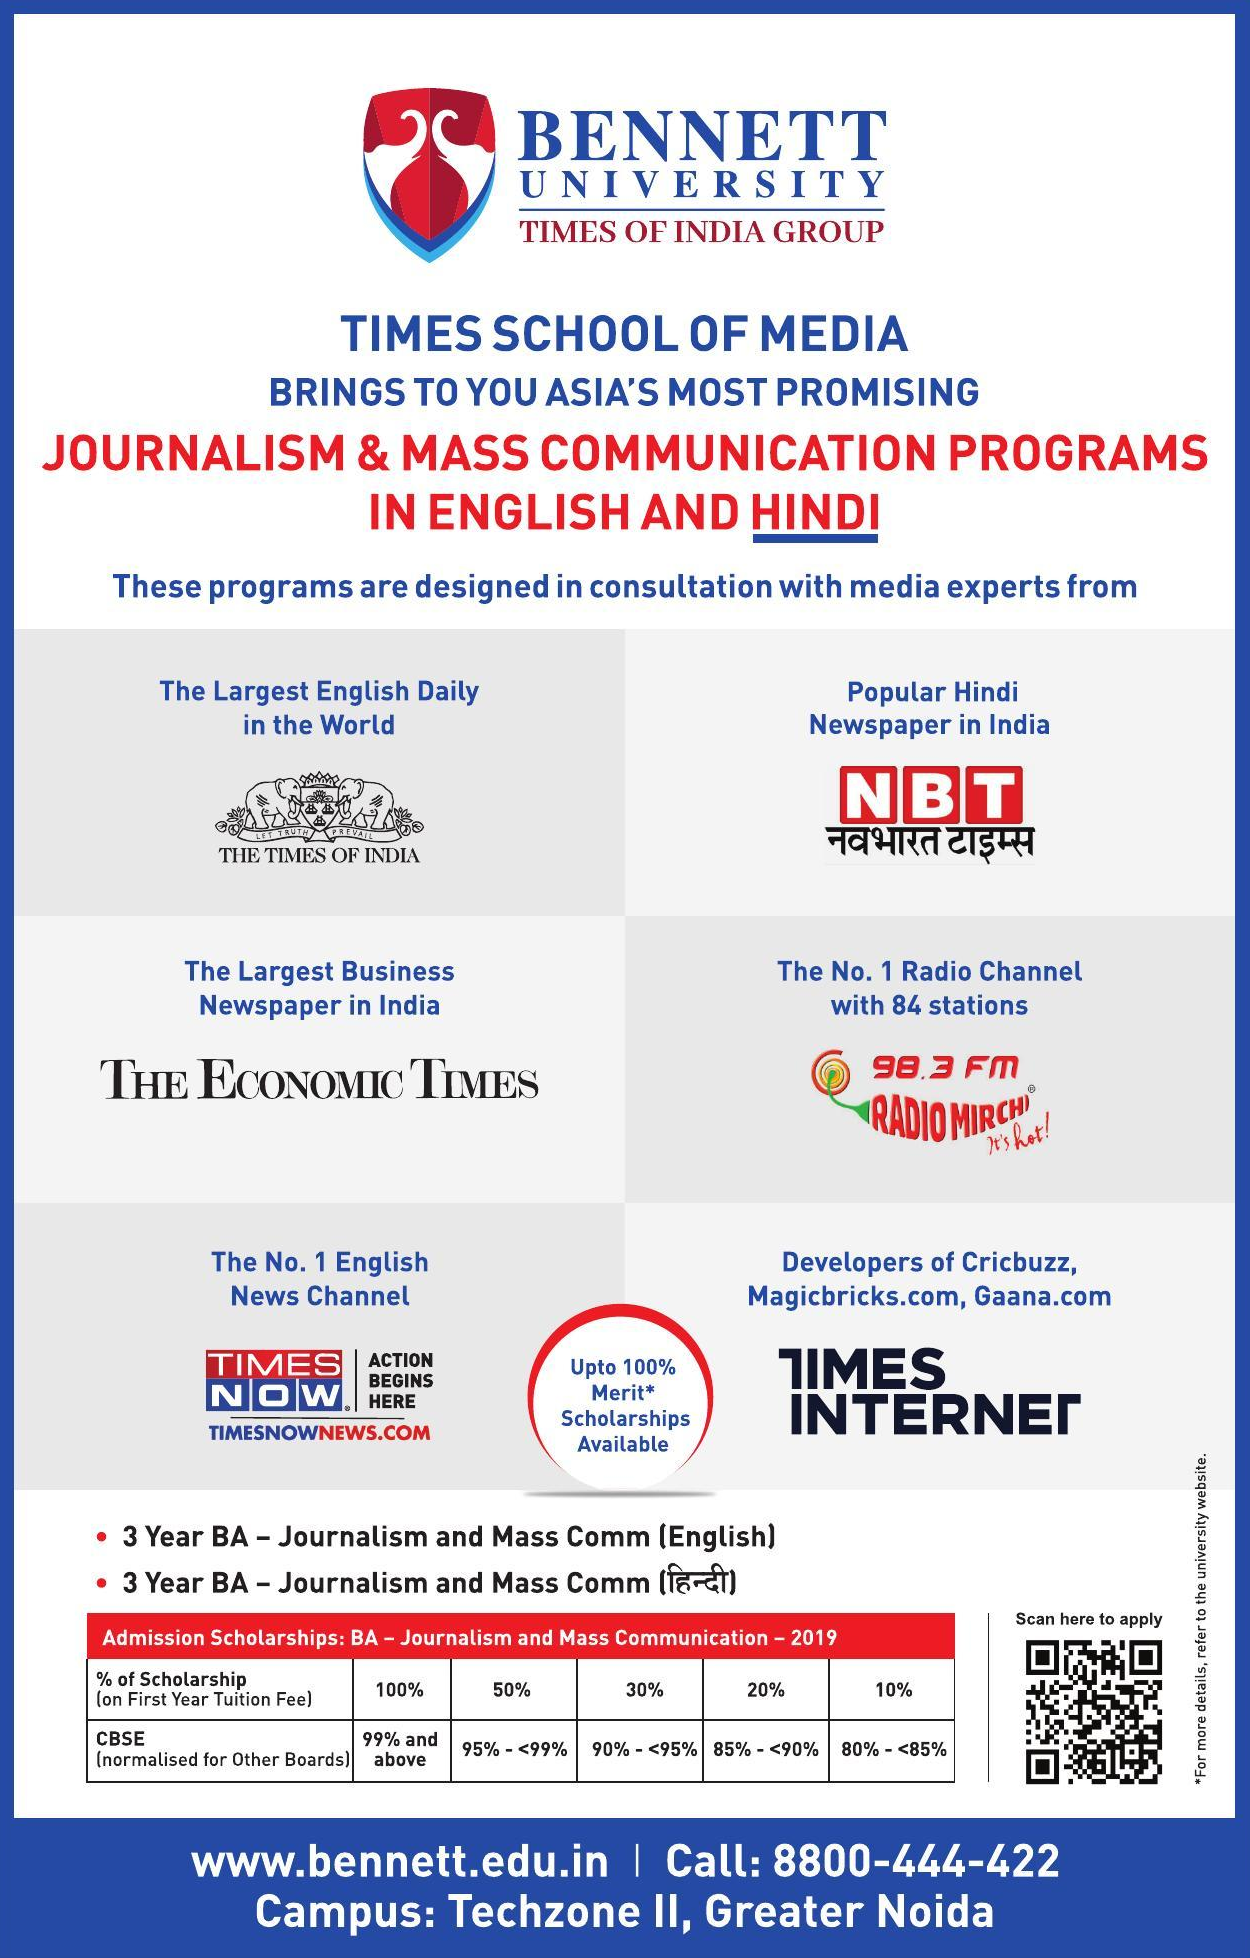 BENNETT
UNIVERSITY
TIMES OF INDIA GROUP
TIMES SCHOOL OF MEDIA
BRINGS TO YOU ASIA'S MOST PROMISING
JOURNALISM & MASS COMMUNICATION PROGRAMS
IN ENGLISH AND HINDI
These programs are designed in consultation with media experts from
The Largest English Daily
in the World
LET TRUTH PREVAIL
THE TIMES OF INDIA
Popular Hindi
Newspaper in India
NBT
नवभारत टाइम्स
The Largest Business
Newspaper in India
THE ECONOMIC TIMES
The No. 1 Radio Channel
with 84 stations
98.3 FM
RADIO MIRCHI®
It's hot!
The No. 1 English
News Channel
TIMES
NOW®
ACTION
BEGINS
HERE
TIMESNOWNEWS.COM
Developers of Cricbuzz,
Magicbricks.com, Gaana.com
TIMES
INTERNET
Upto 100%
Merit*
Scholarships
Available
• 3 Year BA – Journalism and Mass Comm (English)
• 3 Year BA – Journalism and Mass Comm (हिन्दी)
Admission Scholarships: BA – Journalism and Mass Communication – 2019
% of Scholarship
(on First Year Tuition Fee)
100% 50% 30% 20% 10%
CBSE
(normalised for Other Boards)
99% and
above
95% - <99% 90% - <95% 85% - <90% 80% - <85%
Scan here to apply
*For more details, refer to the university website.
www.bennett.edu.in | Call: 8800-444-422
Campus: Techzone II, Greater Noida